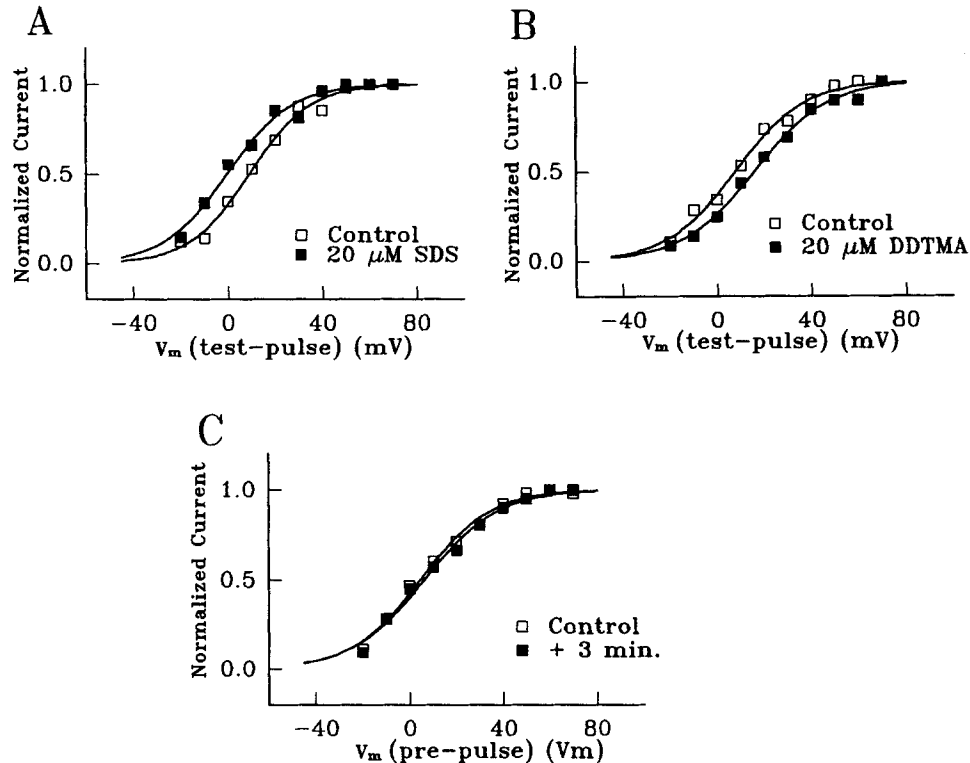 A
Normalized Current
1.0
0.5
0.0
□ Control
■ 20 μM SDS
−40 0 40 80
Vm (test-pulse) (mV)
B
Normalized Current
1.0
0.5
0.0
□ Control
■ 20 μM DDTMA
−40 0 40 80
Vm (test-pulse) (mV)
C
Normalized Current
1.0
0.5
0.0
□ Control
■ + 3 min.
−40 0 40 80
Vm (pre-pulse) (Vm)